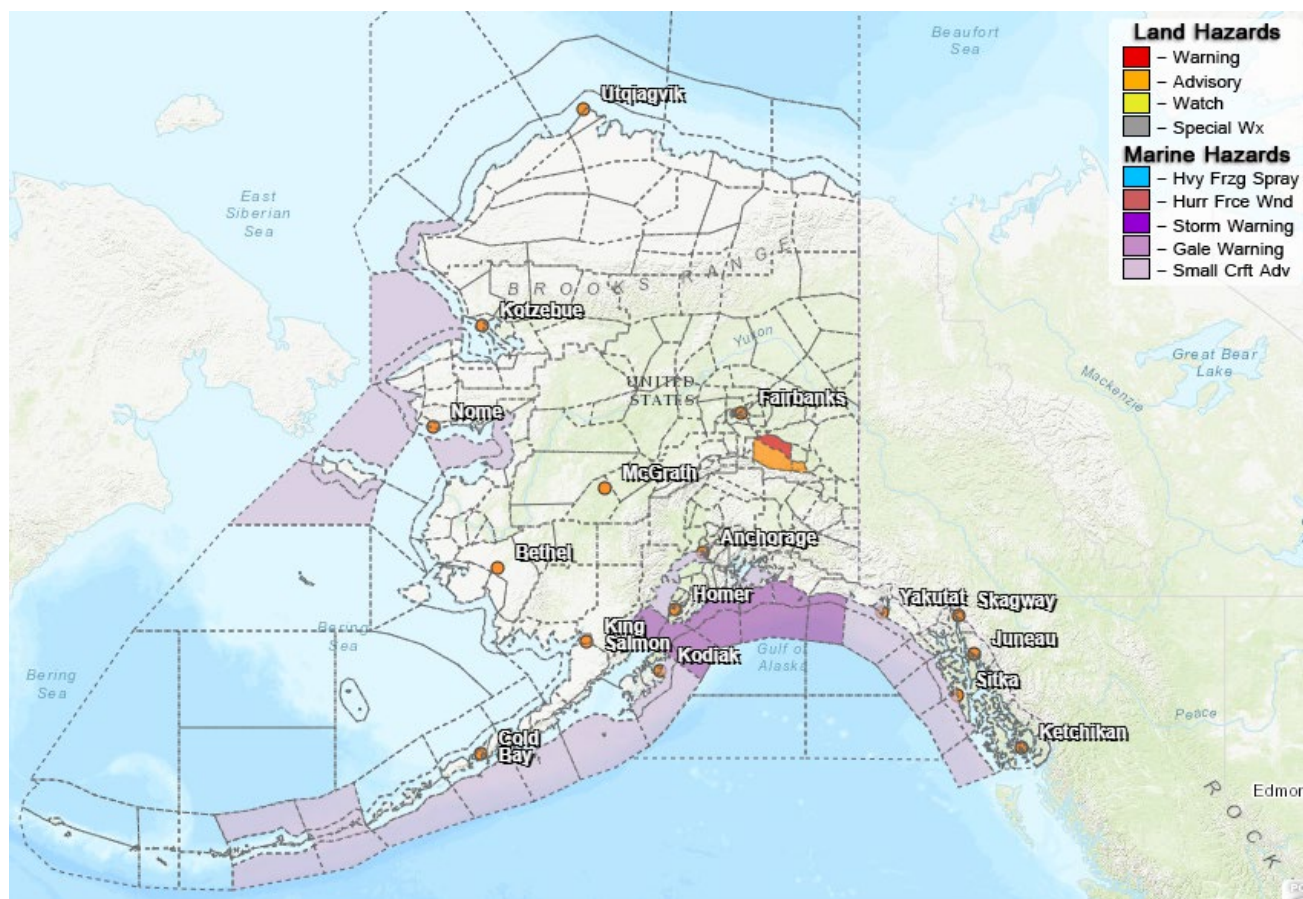 Land Hazards
– Warning
– Advisory
– Watch
– Special Wx
Marine Hazards
– Hvy Frzg Spray
– Hurr Frce Wnd
– Storm Warning
– Gale Warning
– Small Crft Adv
Beaufort
Sea
Utqiagvik
East
Siberian
Sea
BROOKS RANGE
Kotzebue
Yukon
Great Bear
Lake
Mackenzie
UNITED
STATES
Fairbanks
Nome
McGrath
Anchorage
Bethel
Homer
Yakutat
Skagway
King
Salmon
Kodiak
Juneau
Gulf of
Alaska
Bering
Sea
Bering
Sea
Sitka
Peace
Ketchikan
Cold
Bay
Edmon
ROCK